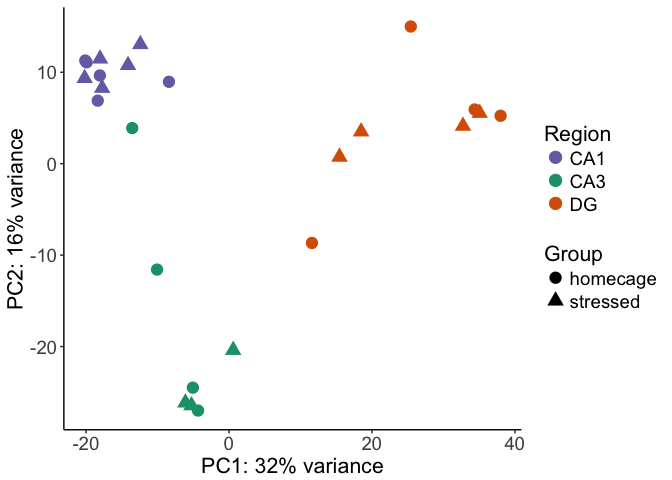 10
0
-10
-20
PC2: 16% variance
-20
0
20
40
PC1: 32% variance
Region
CA1
CA3
DG
Group
homecage
stressed